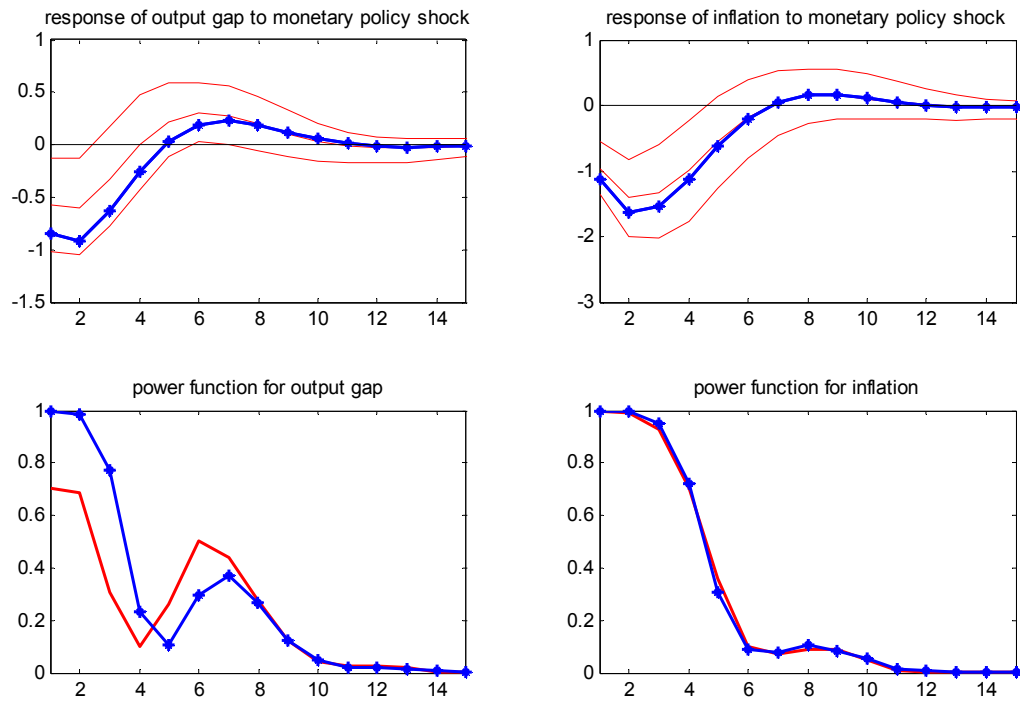 response of output gap to monetary policy shock
1
0.5
0
-0.5
-1
-1.5
2 4 6 8 10 12 14
response of inflation to monetary policy shock
1
0
-1
-2
-3
2 4 6 8 10 12 14
power function for output gap
1
0.8
0.6
0.4
0.2
0
2 4 6 8 10 12 14
power function for inflation
1
0.8
0.6
0.4
0.2
0
2 4 6 8 10 12 14